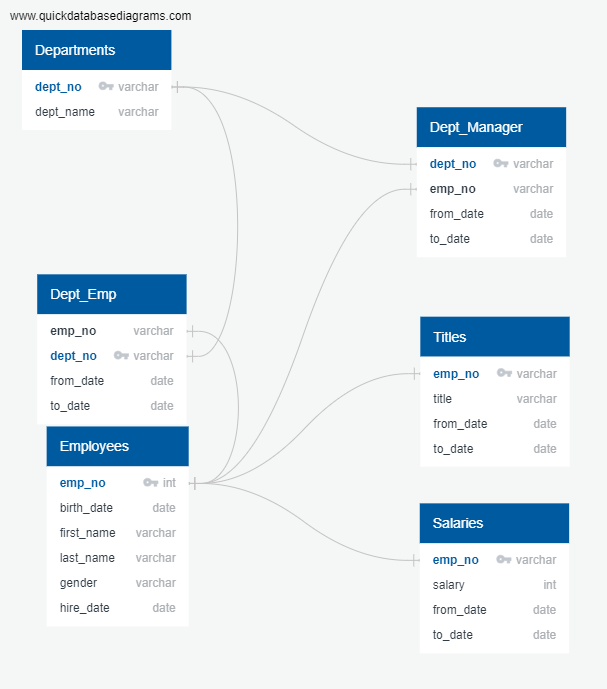 www.quickdatabasediagrams.com
Departments
dept_no varchar
dept_name varchar
Dept_Manager
dept_no varchar
emp_no varchar
from_date date
to_date date
Dept_Emp
emp_no varchar
dept_no varchar
from_date date
to_date date
Titles
emp_no varchar
title varchar
from_date date
to_date date
Employees
emp_no int
birth_date date
first_name varchar
last_name varchar
gender varchar
hire_date date
Salaries
emp_no varchar
salary int
from_date date
to_date date